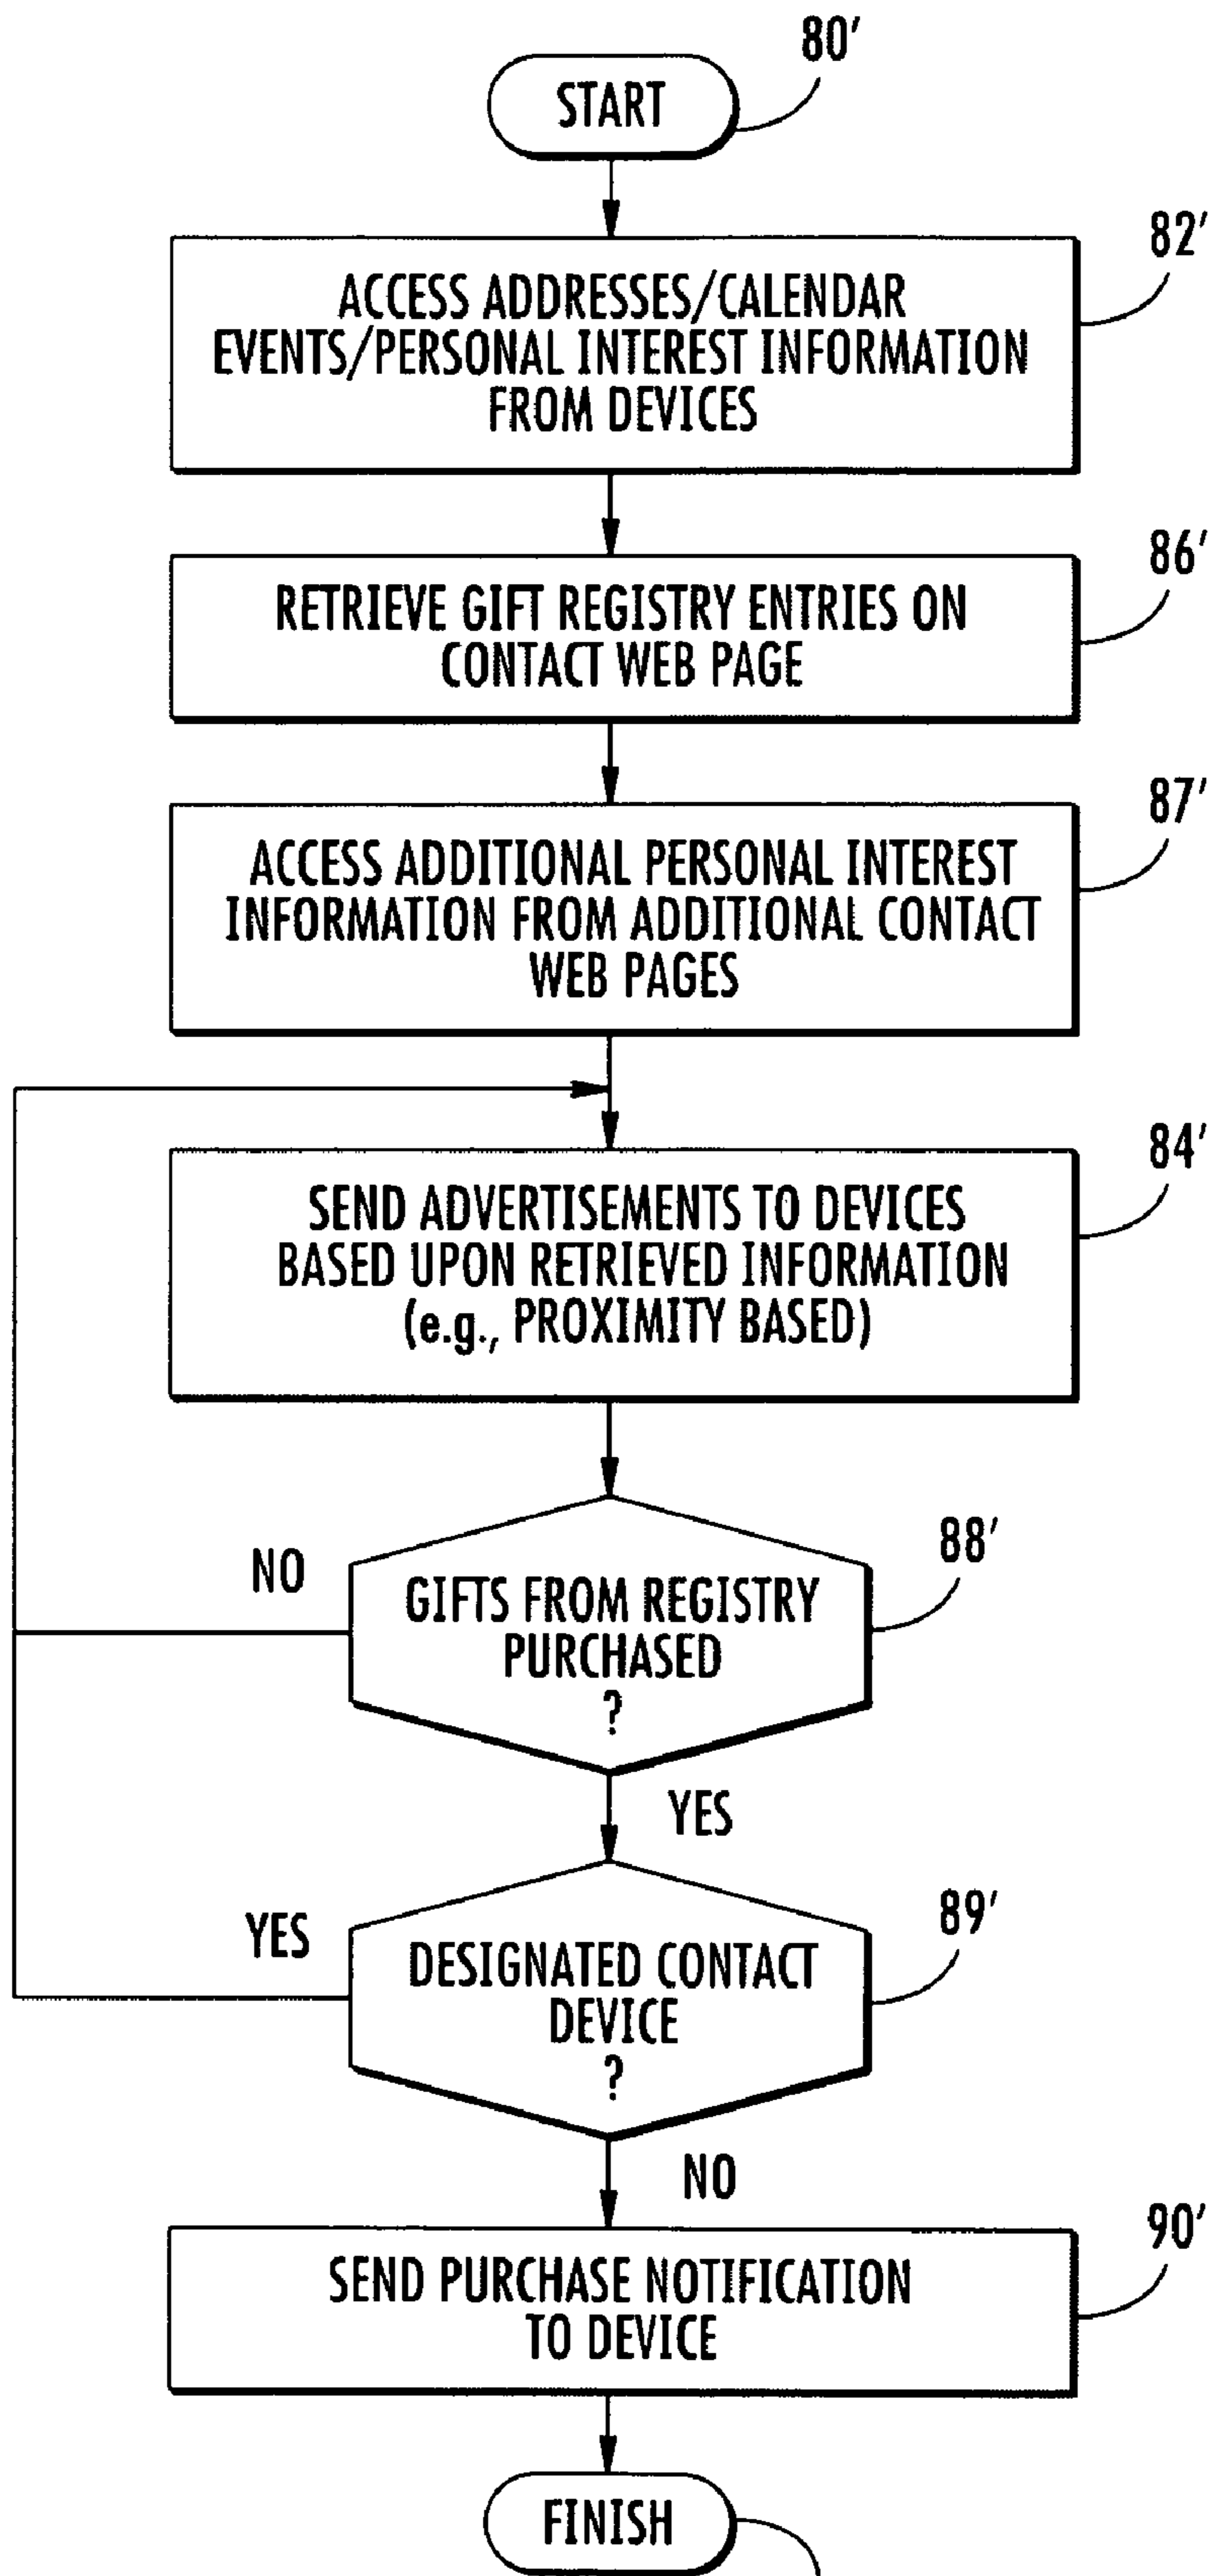 80'
START
82'
ACCESS ADDRESSES/CALENDAR
EVENTS/PERSONAL INTEREST INFORMATION
FROM DEVICES
86'
RETRIEVE GIFT REGISTRY ENTRIES ON
CONTACT WEB PAGE
87'
ACCESS ADDITIONAL PERSONAL INTEREST
INFORMATION FROM ADDITIONAL CONTACT
WEB PAGES
84'
SEND ADVERTISEMENTS TO DEVICES
BASED UPON RETRIEVED INFORMATION
(e.g., PROXIMITY BASED)
88'
NO
GIFTS FROM REGISTRY
PURCHASED
?
YES
89'
YES
DESIGNATED CONTACT
DEVICE
?
NO
90'
SEND PURCHASE NOTIFICATION
TO DEVICE
FINISH